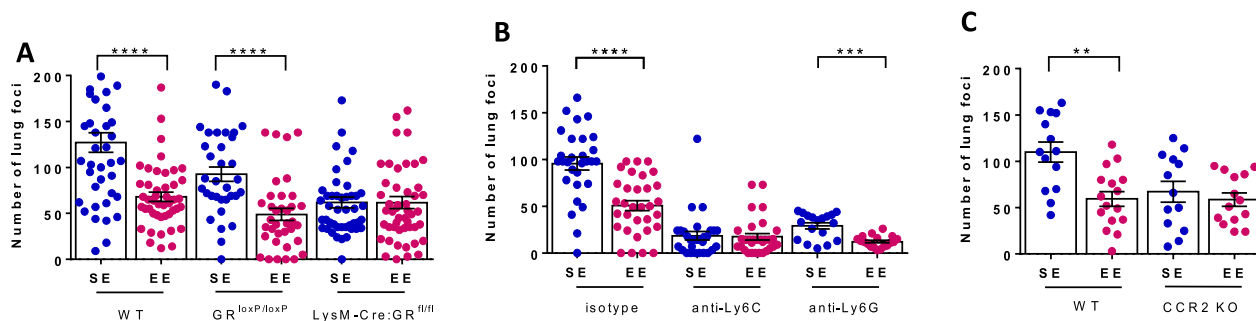 A
Number of lung foci
200
150
100
50
0
****
****
SE EE SE EE SE EE
WT GR^loxP/loxP LysM-Cre:GR^fl/fl
B
Number of lung foci
200
150
100
50
0
****
***
SE EE SE EE SE EE
isotype anti-Ly6C anti-Ly6G
C
Number of lung foci
200
150
100
50
0
**
SE EE SE EE
WT CCR2 KO